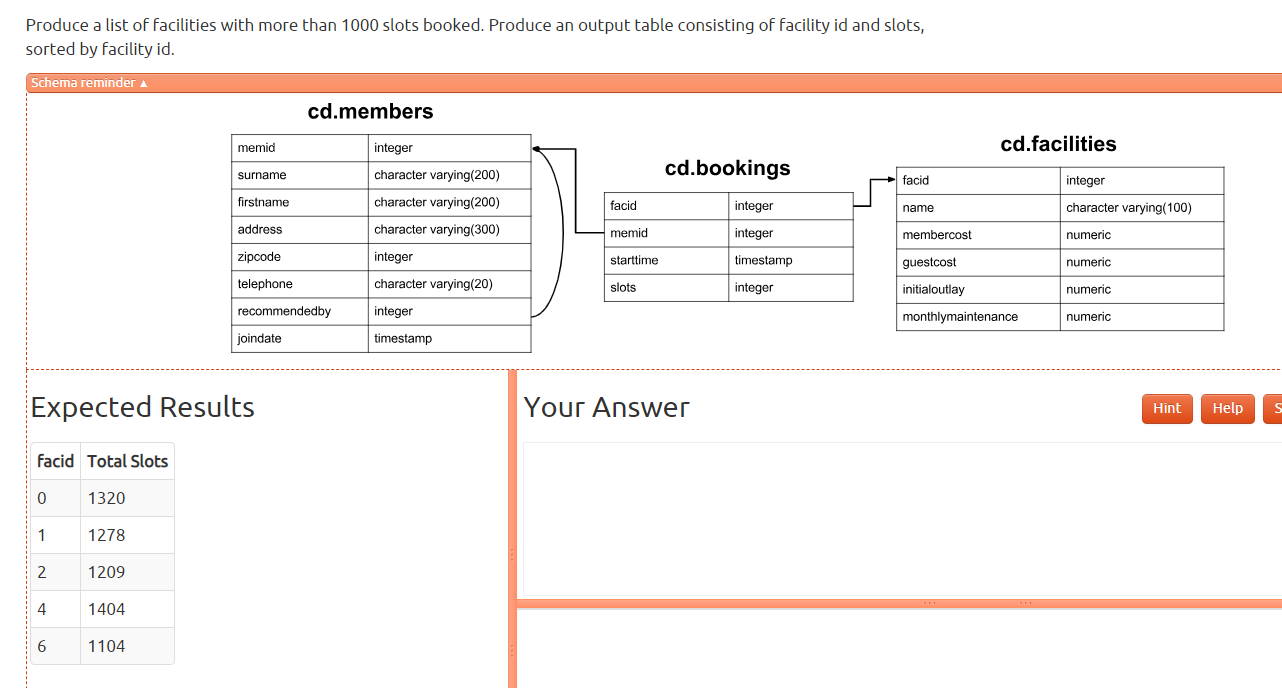 Produce a list of facilities with more than 1000 slots booked. Produce an output table consisting of facility id and slots,
sorted by facility id.
Schema reminder ▲
cd.members
memid integer
surname character varying(200)
firstname character varying(200)
address character varying(300)
zipcode integer
telephone character varying(20)
recommendedby integer
joindate timestamp
cd.bookings
facid integer
memid integer
starttime timestamp
slots integer
cd.facilities
facid integer
name character varying(100)
membercost numeric
guestcost numeric
initialoutlay numeric
monthlymaintenance numeric
Expected Results
facid Total Slots
0 1320
1 1278
2 1209
4 1404
6 1104
Your Answer
Hint Help S